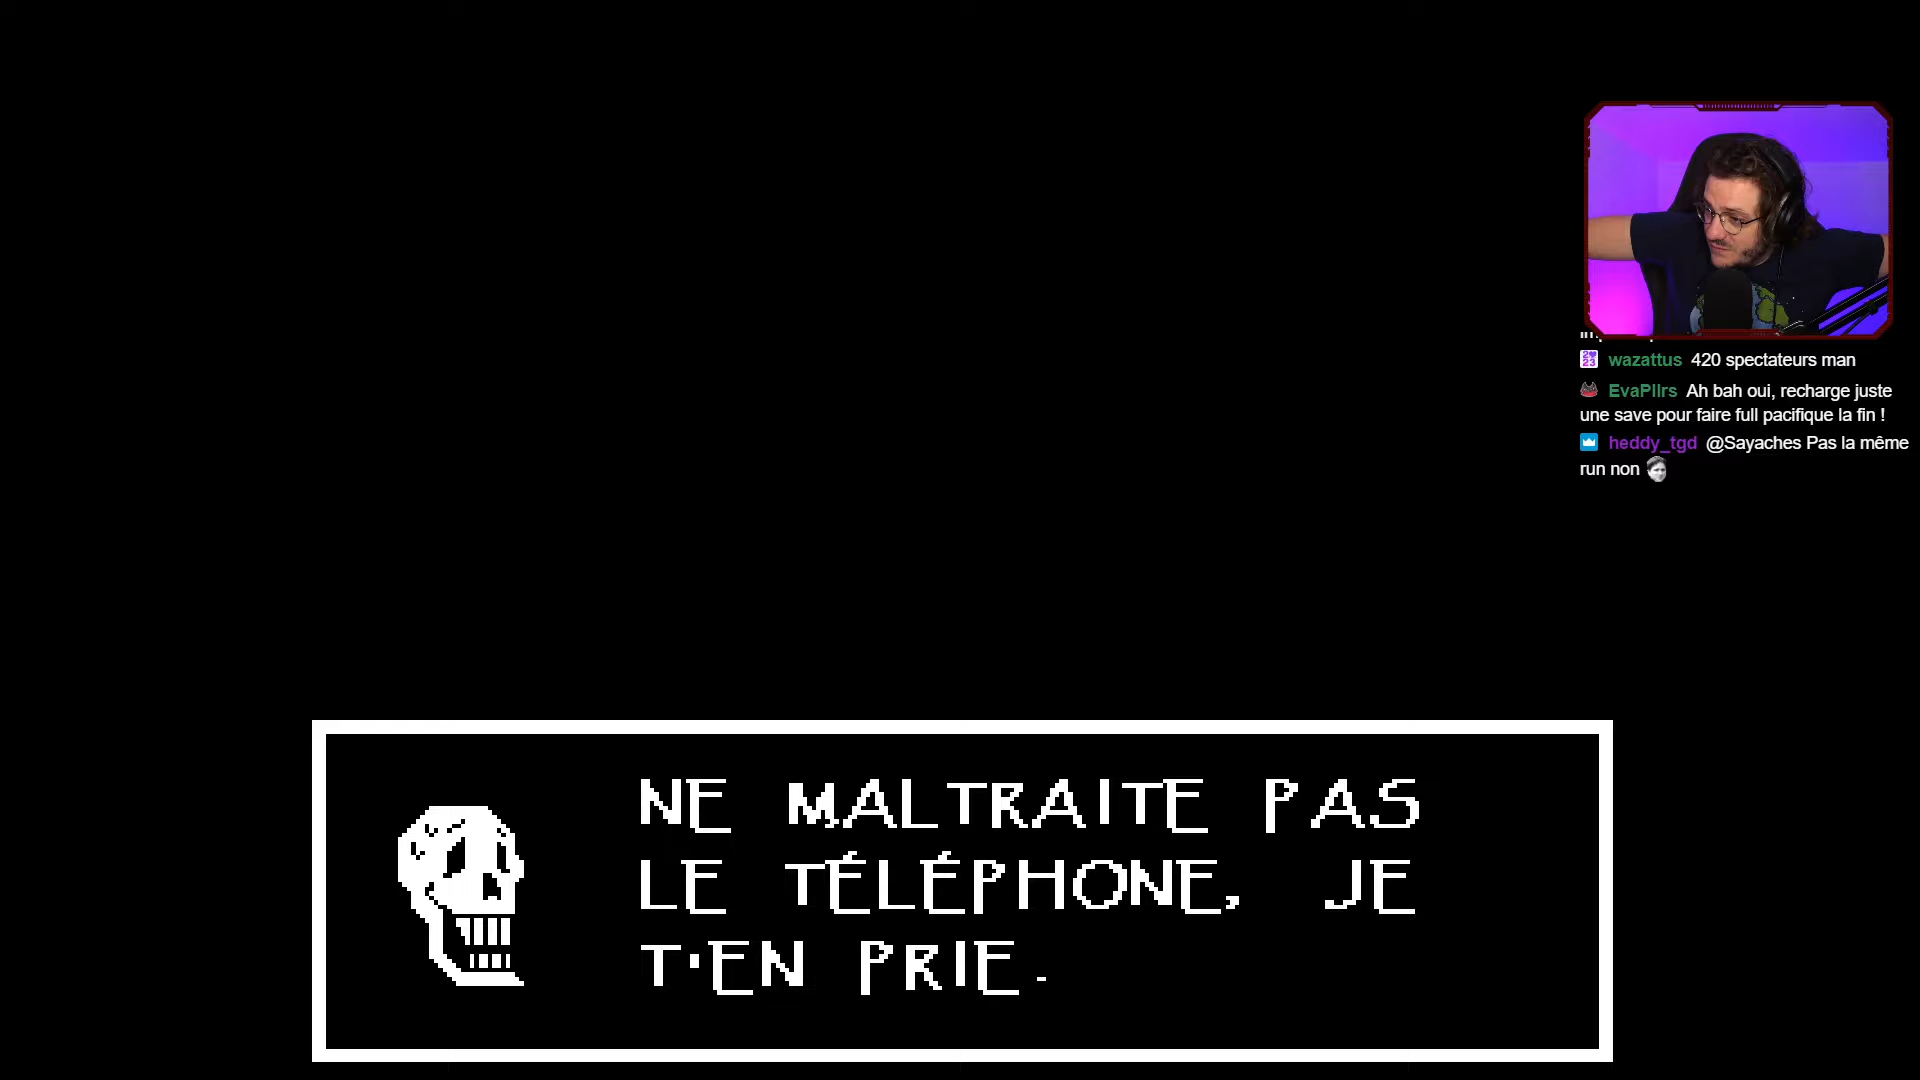 wazattus 420 spectateurs man
EvaPllrs Ah bah oui, recharge juste
une save pour faire full pacifique la fin !
heddy_tgd @Sayaches Pas la même
run non
NE MALTRAITE PAS
LE TÉLÉPHONE, JE
T'EN PRIE.